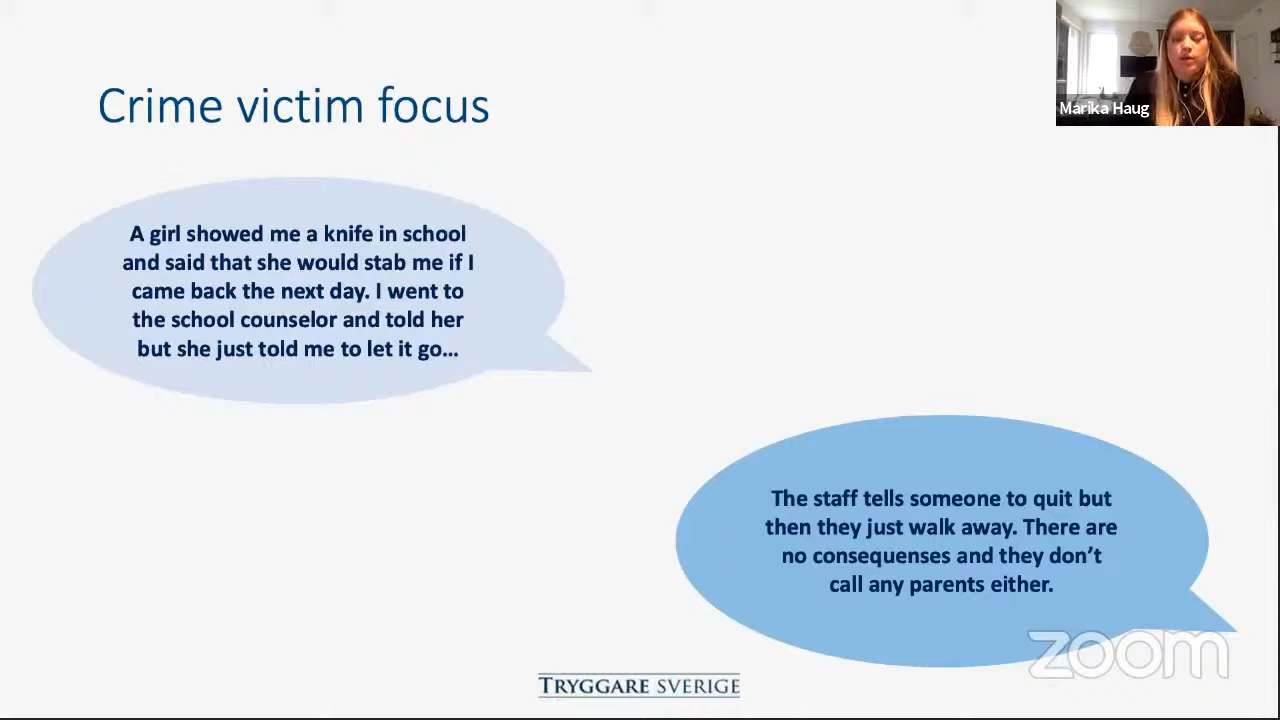 Marika Haug
Crime victim focus
A girl showed me a knife in school
and said that she would stab me if I
came back the next day. I went to
the school counselor and told her
but she just told me to let it go...
The staff tells someone to quit but
then they just walk away. There are
no consequenses and they don't
call any parents either.
zoom
TRYGGARE SVERIGE